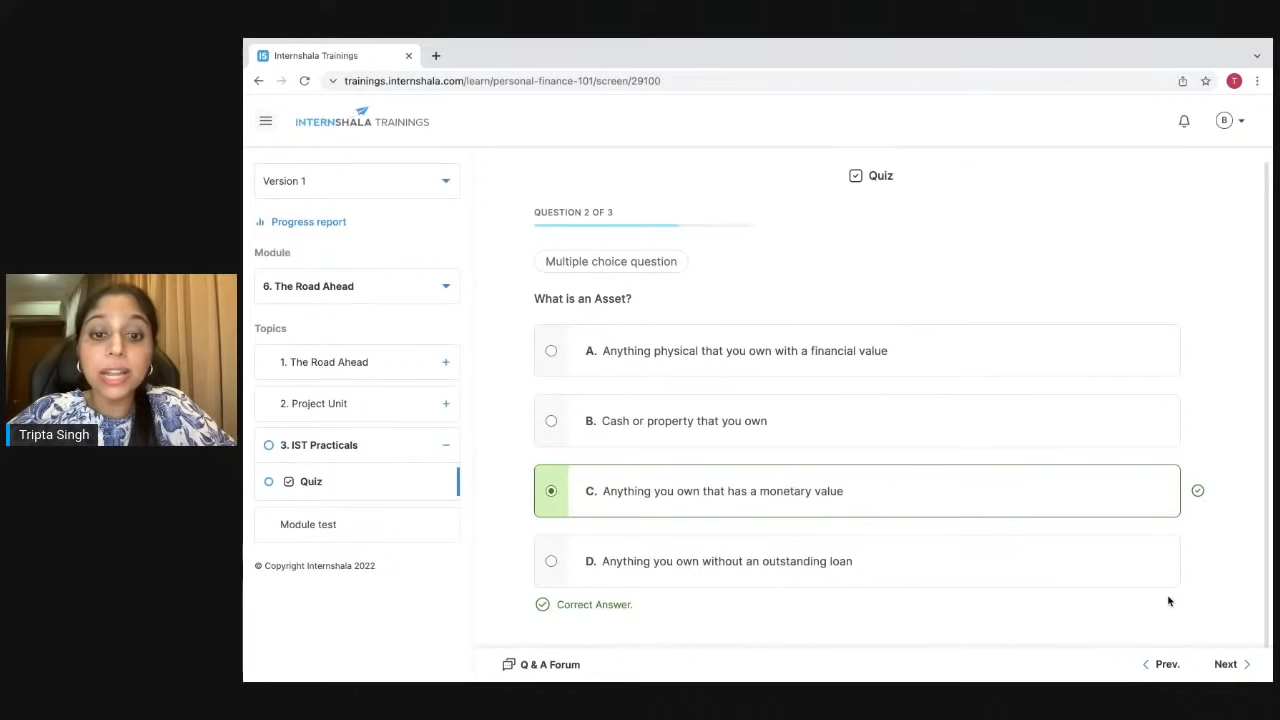 Internshala Trainings
trainings.internshala.com/learn/personal-finance-101/screen/29100
T
INTERNSHALA TRAININGS
B
Version 1
Progress report
Module
6. The Road Ahead
Topics
1. The Road Ahead
2. Project Unit
3. IST Practicals
Quiz
Module test
© Copyright Internshala 2022
Quiz
QUESTION 2 OF 3
Multiple choice question
What is an Asset?
A. Anything physical that you own with a financial value
B. Cash or property that you own
C. Anything you own that has a monetary value
D. Anything you own without an outstanding loan
Correct Answer.
Q & A Forum
Prev.
Next
Tripta Singh